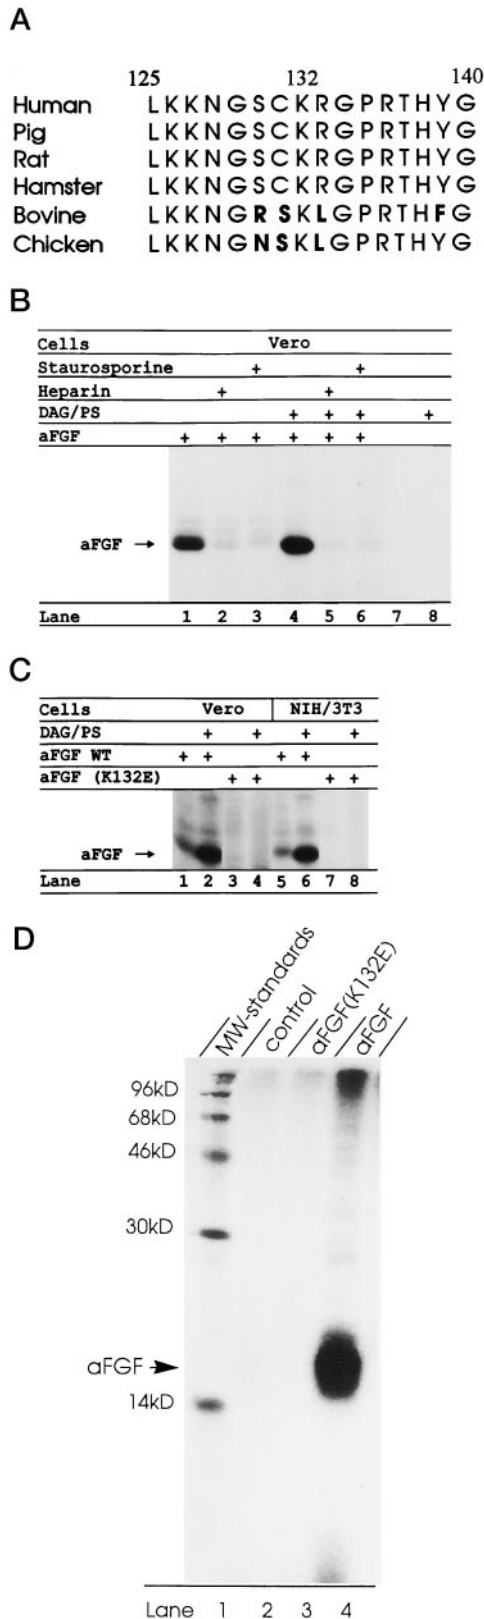 A
125 132 140
Human LKKNGSCKRGPRTHYG
Pig LKKNGSCKRGPRTHYG
Rat LKKNGSCKRGPRTHYG
Hamster LKKNGSCKRGPRTHYG
Bovine LKKNGRSKLGPRTHFG
Chicken LKKNGNSKLGPRTHYG
B
Cells Vero
Staurosporine + +
Heparin + +
DAG/PS + + + +
aFGF + + + + + +
aFGF →
Lane 1 2 3 4 5 6 7 8
C
Cells Vero NIH/3T3
DAG/PS + + + +
aFGF WT + + + +
aFGF (K132E) + + + +
aFGF →
Lane 1 2 3 4 5 6 7 8
D
MW-standards
control
aFGF(K132E)
aFGF
96kD
68kD
46kD
30kD
aFGF
14kD
Lane 1 2 3 4